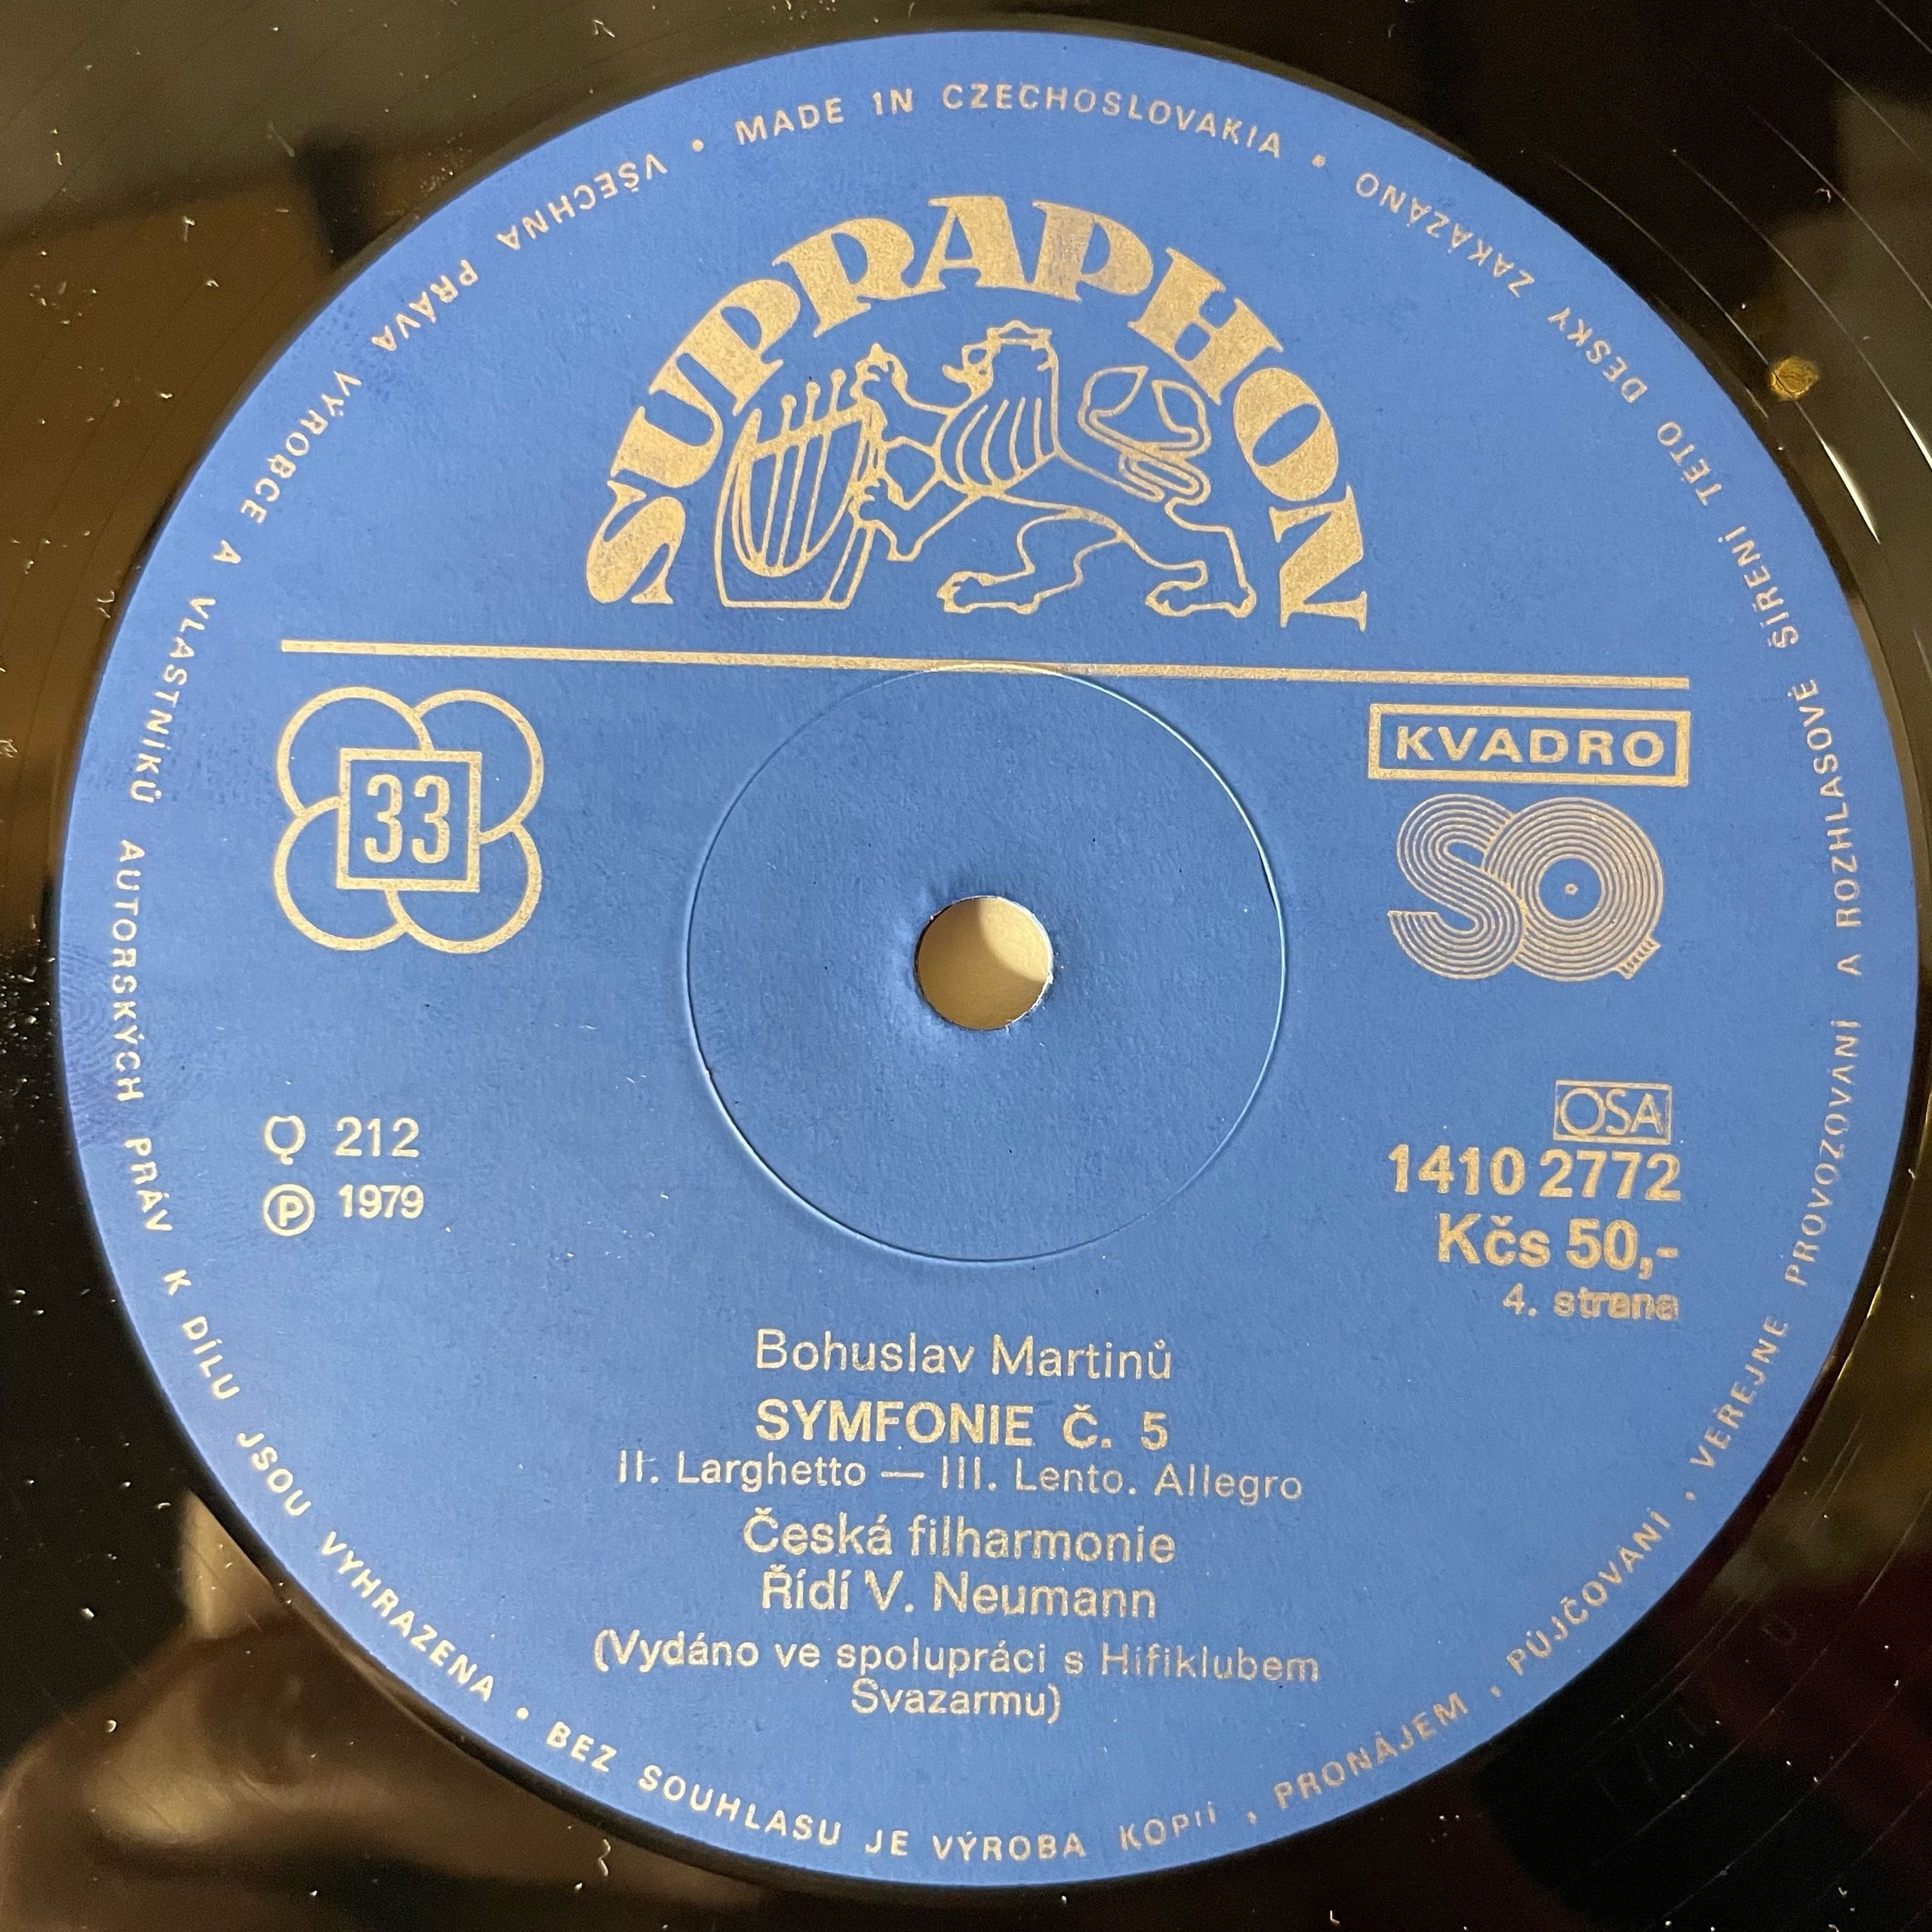 MADE IN CZECHOSLOVAKIA • ZAKÁZÁNO DESKY TÉTO ŠÍŘENÍ ROZHLASOVÉ A PROVOZOVÁNÍ VEŘEJNÉ , PŮJČOVÁNÍ , PRONÁJEM , KOPIÍ VÝROBA JE SOUHLASU BEZ • VYHRAZENA JSOU DÍLU K PRÁV AUTORSKÝCH VLASTNÍKŮ A VÝROBCE PRÁVA VŠECHNA •
SUPRAPHON
33
KVADRO
SQ
Q 212
℗ 1979
OSA
1410 2772
Kčs 50,-
4. strana
Bohuslav Martinů
SYMFONIE Č. 5
II. Larghetto — III. Lento. Allegro
Česká filharmonie
Řídí V. Neumann
(Vydáno ve spolupráci s Hifiklubem
Svazarmu)